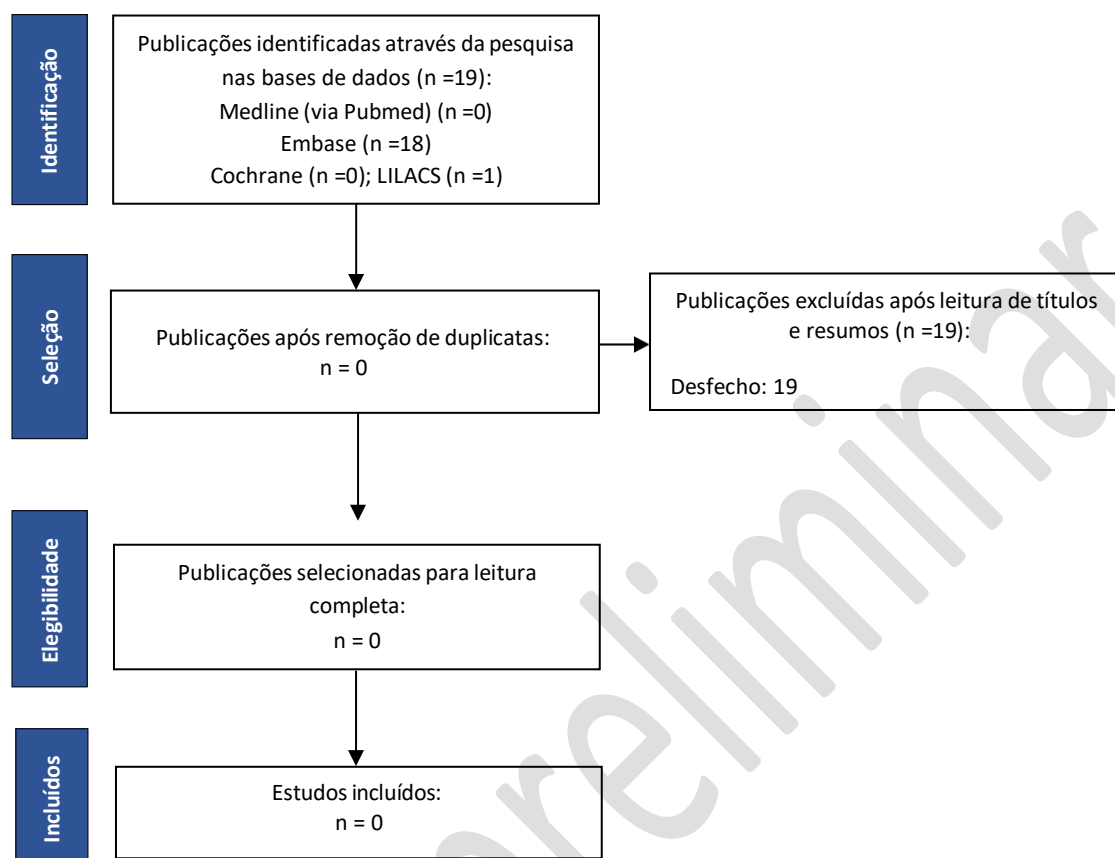 Identificação
Publicações identificadas através da pesquisa
nas bases de dados (n =19):
Medline (via Pubmed) (n =0)
Embase (n =18)
Cochrane (n =0); LILACS (n =1)
Seleção
Publicações após remoção de duplicatas:
n = 0
Publicações excluídas após leitura de títulos
e resumos (n =19):
Desfecho: 19
Elegibilidade
Publicações selecionadas para leitura
completa:
n = 0
Incluídos
Estudos incluídos:
n = 0
preliminar